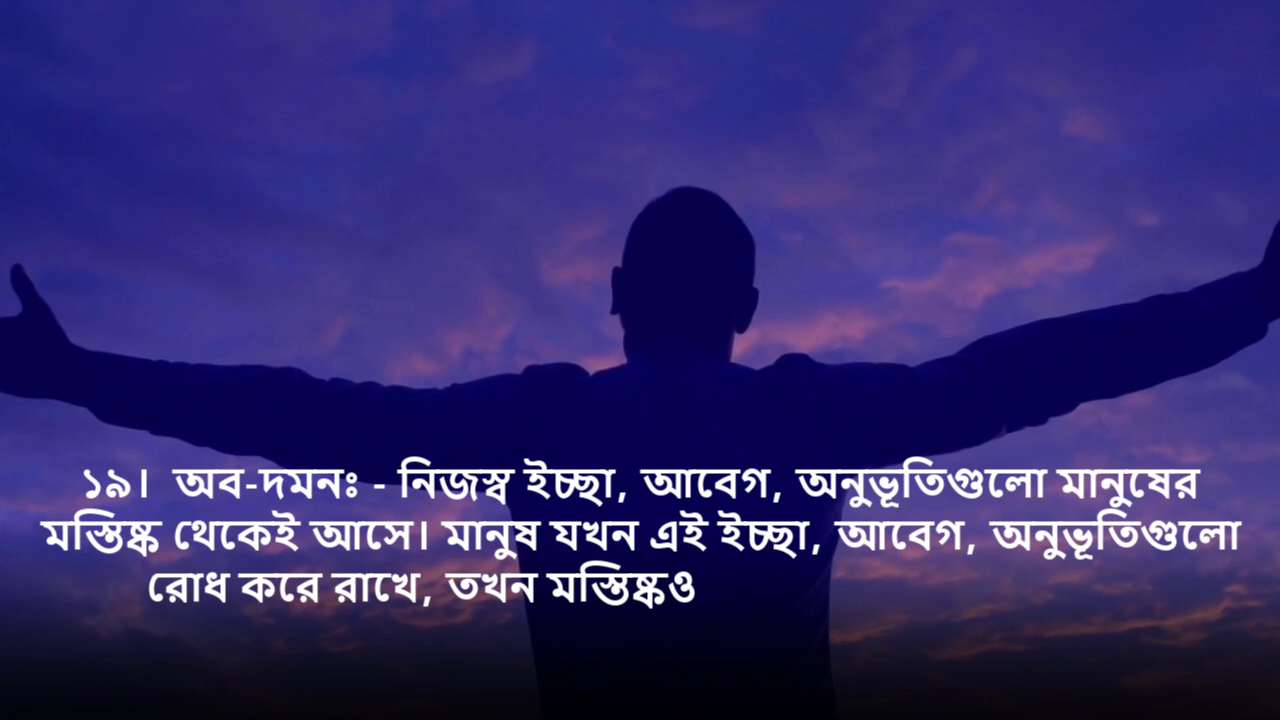 ১৯।  অব-দমনঃ - নিজস্ব ইচ্ছা, আবেগ, অনুভূতিগুলো মানুষের
মস্তিষ্ক থেকেই আসে। মানুষ যখন এই ইচ্ছা, আবেগ, অনুভূতিগুলো
রোধ করে রাখে, তখন মস্তিষ্কও